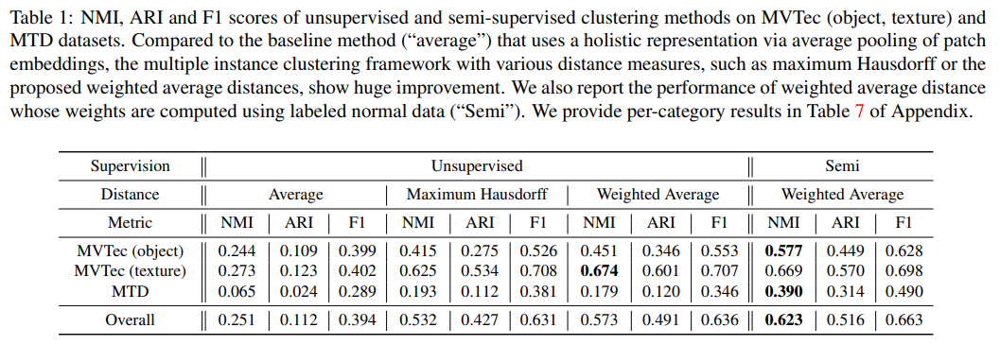 Table 1: NMI, ARI and F1 scores of unsupervised and semi-supervised clustering methods on MVTec (object, texture) and
MTD datasets. Compared to the baseline method (“average”) that uses a holistic representation via average pooling of patch
embeddings, the multiple instance clustering framework with various distance measures, such as maximum Hausdorff or the
proposed weighted average distances, show huge improvement. We also report the performance of weighted average distance
whose weights are computed using labeled normal data (“Semi”). We provide per-category results in Table 7 of Appendix.
Supervision Unsupervised Semi
Distance Average Maximum Hausdorff Weighted Average Weighted Average
Metric NMI ARI F1 NMI ARI F1 NMI ARI F1 NMI ARI F1
MVTec (object) 0.244 0.109 0.399 0.415 0.275 0.526 0.451 0.346 0.553 0.577 0.449 0.628
MVTec (texture) 0.273 0.123 0.402 0.625 0.534 0.708 0.674 0.601 0.707 0.669 0.570 0.698
MTD 0.065 0.024 0.289 0.193 0.112 0.381 0.179 0.120 0.346 0.390 0.314 0.490
Overall 0.251 0.112 0.394 0.532 0.427 0.631 0.573 0.491 0.636 0.623 0.516 0.663